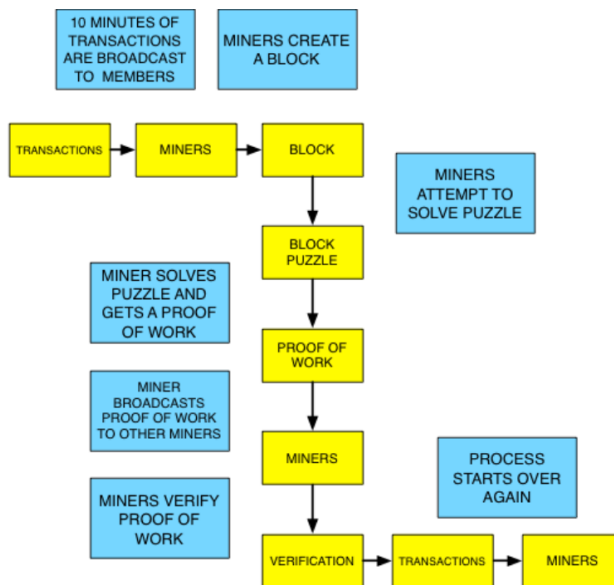 10 MINUTES OF
TRANSACTIONS
ARE BROADCAST
TO MEMBERS
MINERS CREATE
A BLOCK
TRANSACTIONS
MINERS
BLOCK
MINERS
ATTEMPT TO
SOLVE PUZZLE
BLOCK
PUZZLE
MINER SOLVES
PUZZLE AND
GETS A PROOF
OF WORK
PROOF OF
WORK
MINER
BROADCASTS
PROOF OF WORK
TO OTHER MINERS
MINERS
PROCESS
STARTS OVER
AGAIN
MINERS VERIFY
PROOF OF
WORK
VERIFICATION
TRANSACTIONS
MINERS